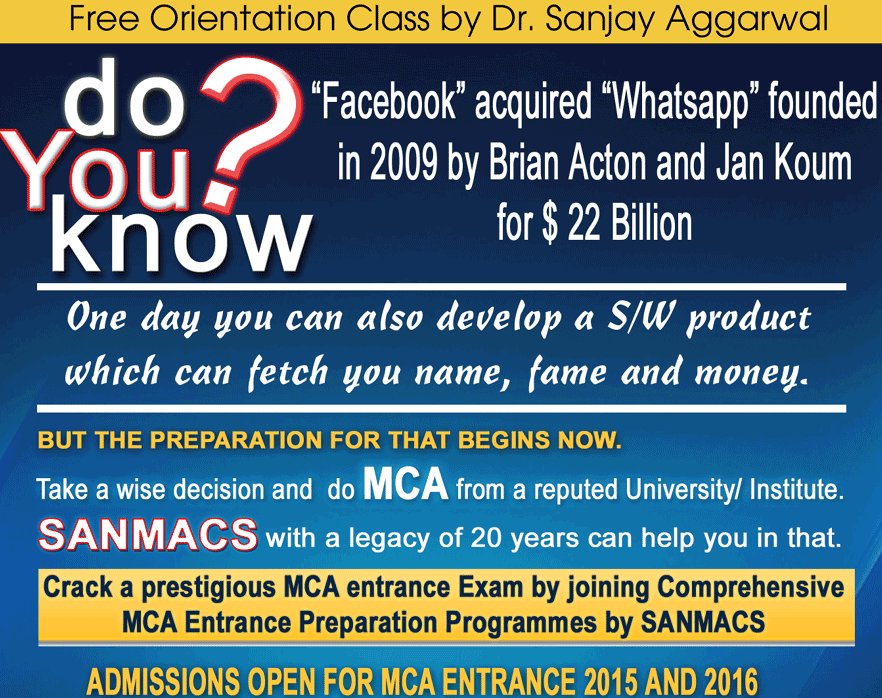 Free Orientation Class by Dr. Sanjay Aggarwal
do
You
know?
"Facebook" acquired "Whatsapp" founded
in 2009 by Brian Acton and Jan Koum
for $ 22 Billion
One day you can also develop a S/W product
which can fetch you name, fame and money.
BUT THE PREPARATION FOR THAT BEGINS NOW.
Take a wise decision and do MCA from a reputed University/ Institute.
SANMACS with a legacy of 20 years can help you in that.
Crack a prestigious MCA entrance Exam by joining Comprehensive
MCA Entrance Preparation Programmes by SANMACS
ADMISSIONS OPEN FOR MCA ENTRANCE 2015 AND 2016